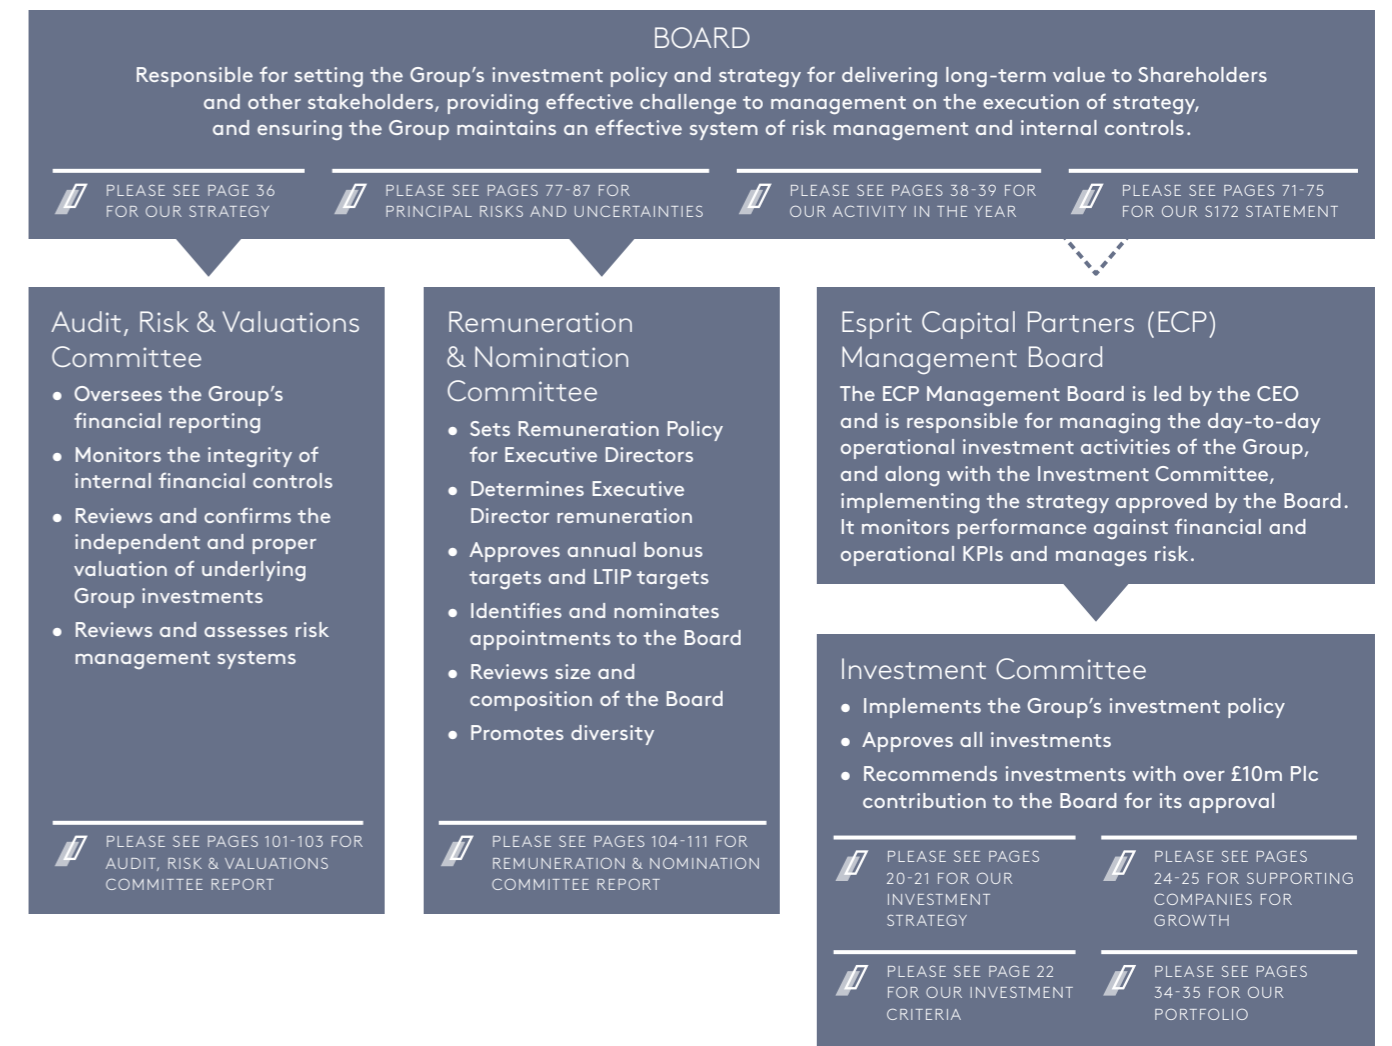 BOARD
Responsible for setting the Group's investment policy and strategy for delivering long-term value to Shareholders
and other stakeholders, providing effective challenge to management on the execution of strategy,
and ensuring the Group maintains an effective system of risk management and internal controls.
PLEASE SEE PAGE 36
FOR OUR STRATEGY
PLEASE SEE PAGES 77-87 FOR
PRINCIPAL RISKS AND UNCERTAINTIES
PLEASE SEE PAGES 38-39 FOR
OUR ACTIVITY IN THE YEAR
PLEASE SEE PAGES 71-75
FOR OUR S172 STATEMENT
Audit, Risk & Valuations
Committee
• Oversees the Group's
financial reporting
• Monitors the integrity of
internal financial controls
• Reviews and confirms the
independent and proper
valuation of underlying
Group investments
• Reviews and assesses risk
management systems
PLEASE SEE PAGES 101-103 FOR
AUDIT, RISK & VALUATIONS
COMMITTEE REPORT
Remuneration
& Nomination
Committee
• Sets Remuneration Policy
for Executive Directors
• Determines Executive
Director remuneration
• Approves annual bonus
targets and LTIP targets
• Identifies and nominates
appointments to the Board
• Reviews size and
composition of the Board
• Promotes diversity
PLEASE SEE PAGES 104-111 FOR
REMUNERATION & NOMINATION
COMMITTEE REPORT
Esprit Capital Partners (ECP)
Management Board
The ECP Management Board is led by the CEO
and is responsible for managing the day-to-day
operational investment activities of the Group,
and along with the Investment Committee,
implementing the strategy approved by the Board.
It monitors performance against financial and
operational KPIs and manages risk.
Investment Committee
• Implements the Group's investment policy
• Approves all investments
• Recommends investments with over £10m Plc
contribution to the Board for its approval
PLEASE SEE PAGES
20-21 FOR OUR
INVESTMENT
STRATEGY
PLEASE SEE PAGES
24-25 FOR SUPPORTING
COMPANIES FOR
GROWTH
PLEASE SEE PAGE 22
FOR OUR INVESTMENT
CRITERIA
PLEASE SEE PAGES
34-35 FOR OUR
PORTFOLIO